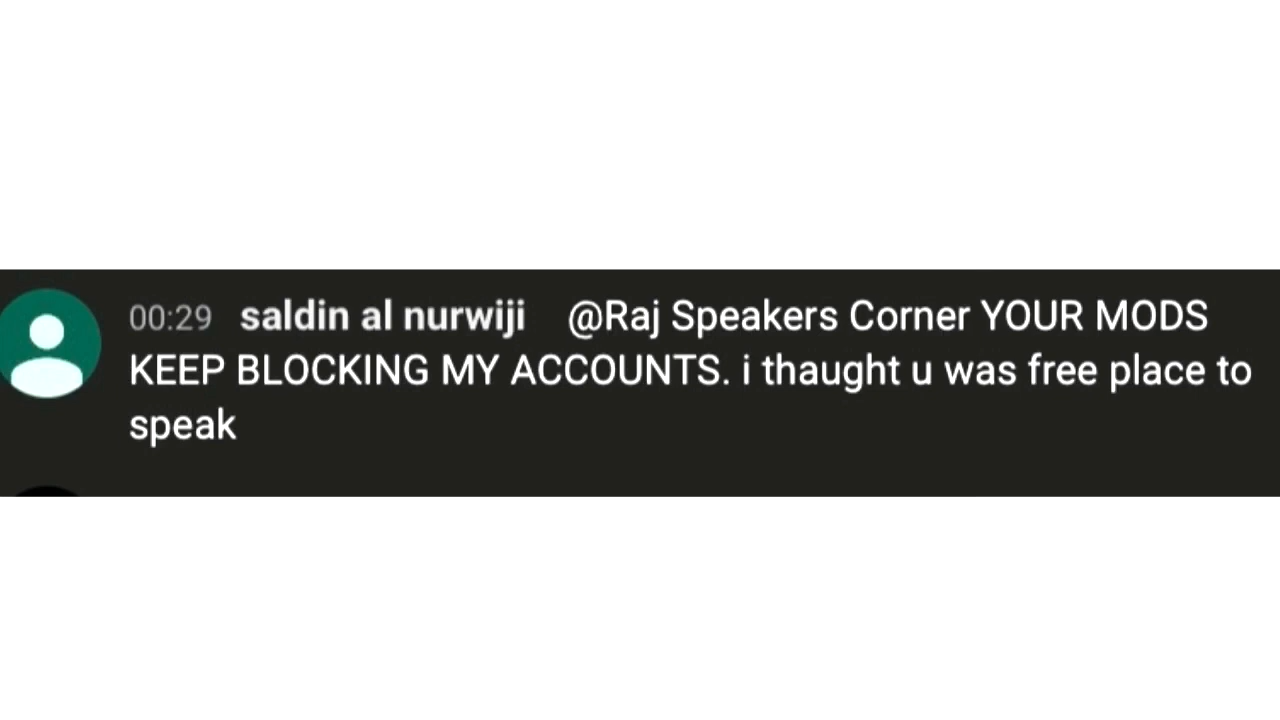 00:29 saldin al nurwiji @Raj Speakers Corner YOUR MODS
KEEP BLOCKING MY ACCOUNTS. i thaught u was free place to
speak